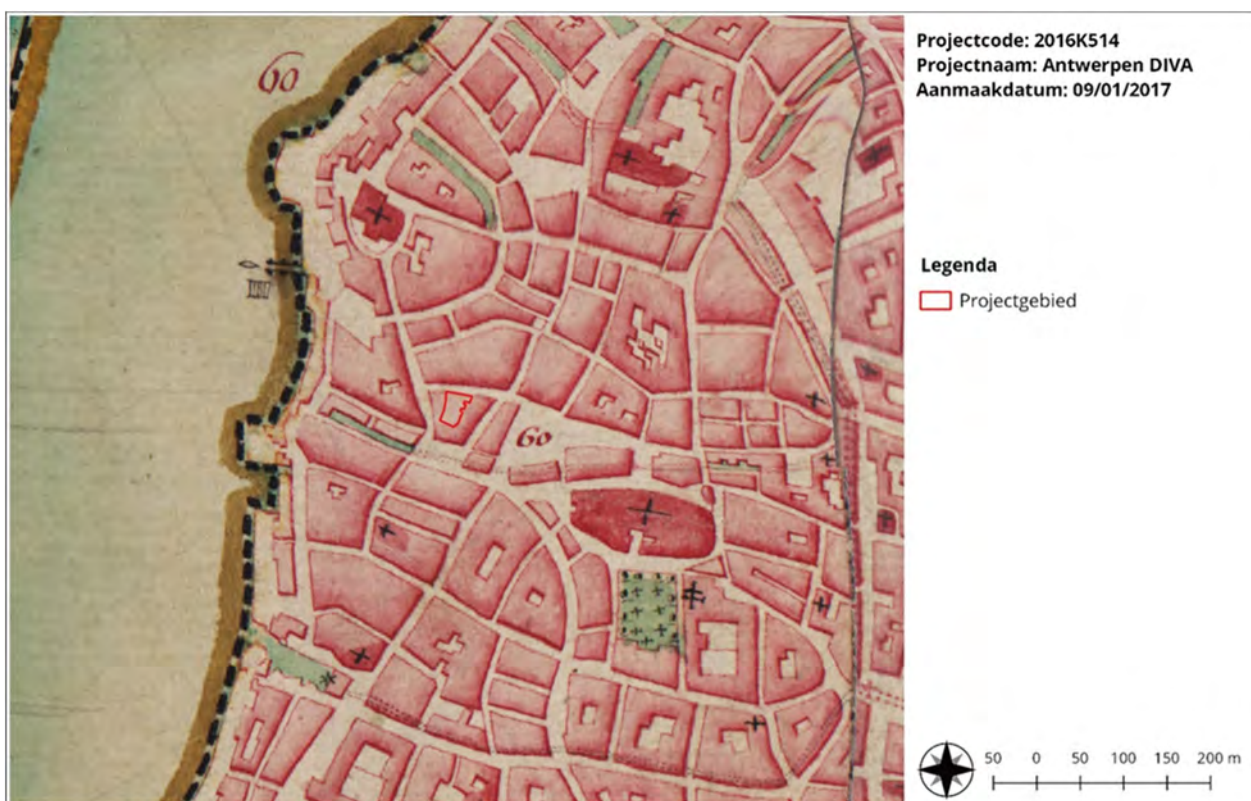 Projectcode: 2016K514
Projectnaam: Antwerpen DIVA
Aanmaakdatum: 09/01/2017
60
Legenda
Projectgebied
60
50 0 50 100 150 200 m